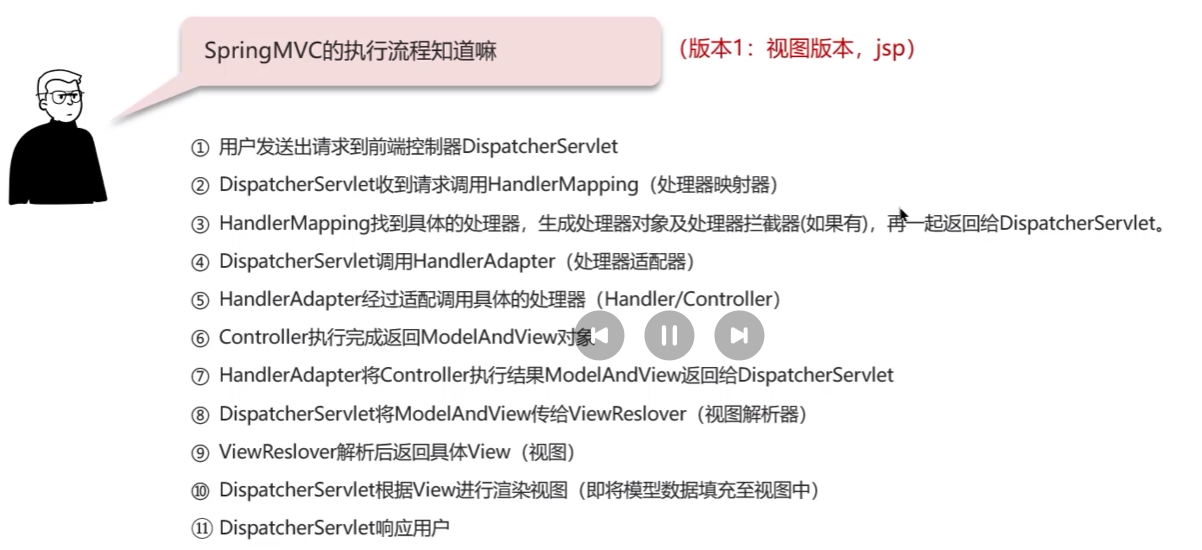 SpringMVC的执行流程知道嘛
（版本1：视图版本，jsp）
① 用户发送出请求到前端控制器DispatcherServlet
② DispatcherServlet收到请求调用HandlerMapping（处理器映射器）
③ HandlerMapping找到具体的处理器，生成处理器对象及处理器拦截器(如果有)，再一起返回给DispatcherServlet。
④ DispatcherServlet调用HandlerAdapter（处理器适配器）
⑤ HandlerAdapter经过适配调用具体的处理器（Handler/Controller）
⑥ Controller执行完成返回ModelAndView对象
⑦ HandlerAdapter将Controller执行结果ModelAndView返回给DispatcherServlet
⑧ DispatcherServlet将ModelAndView传给ViewReslover（视图解析器）
⑨ ViewReslover解析后返回具体View（视图）
⑩ DispatcherServlet根据View进行渲染视图（即将模型数据填充至视图中）
⑪ DispatcherServlet响应用户